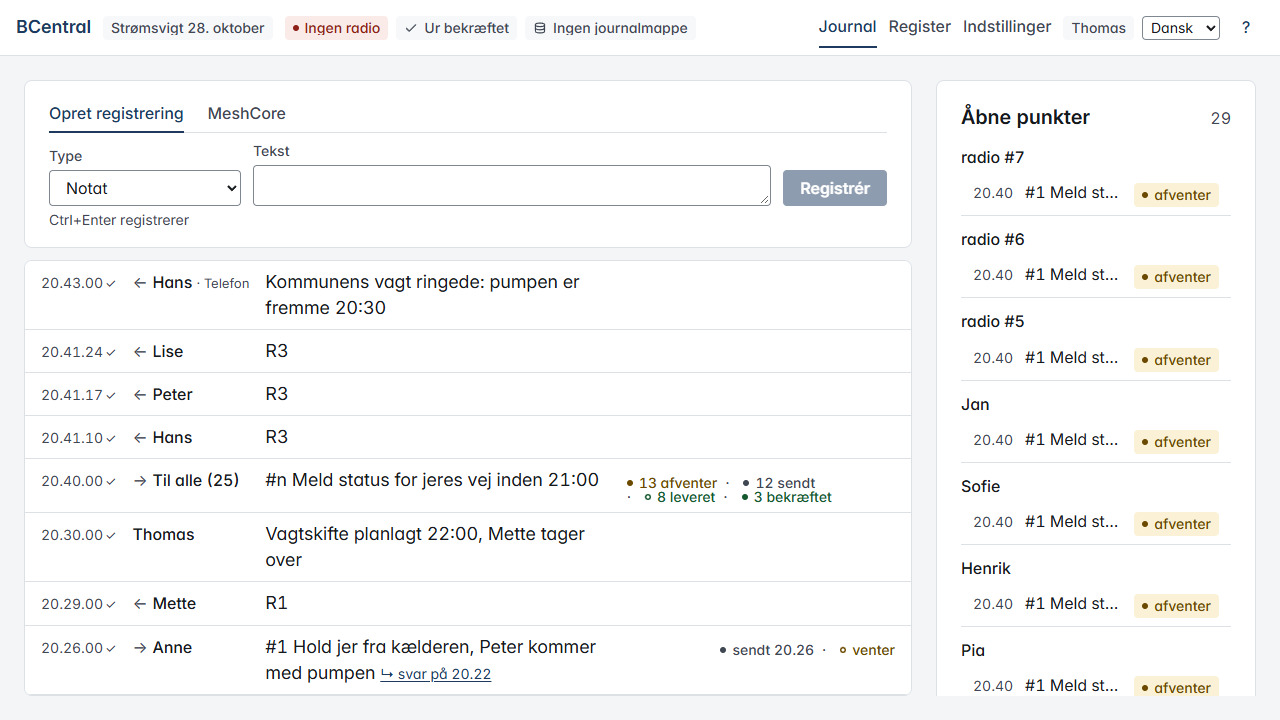 BCentral
Strømsvigt 28. oktober
Ingen radio
Ur bekræftet
Ingen journalmappe
Journal
Register
Indstillinger
Thomas
Dansk
?
Opret registrering
MeshCore
Type
Tekst
Notat
Registrér
Ctrl+Enter registrerer
20.43.00 ✓ ← Hans · Telefon Kommunens vagt ringede: pumpen er
fremme 20:30
20.41.24 ✓ ← Lise R3
20.41.17 ✓ ← Peter R3
20.41.10 ✓ ← Hans R3
20.40.00 ✓ → Til alle (25) #n Meld status for jeres vej inden 21:00 • 13 afventer · • 12 sendt
· 8 leveret · • 3 bekræftet
20.30.00 ✓ Thomas Vagtskifte planlagt 22:00, Mette tager
over
20.29.00 ✓ ← Mette R1
20.26.00 ✓ → Anne #1 Hold jer fra kælderen, Peter kommer • sendt 20.26 · venter
med pumpen ↳ svar på 20.22
Åbne punkter 29
radio #7
20.40 #1 Meld st... • afventer
radio #6
20.40 #1 Meld st... • afventer
radio #5
20.40 #1 Meld st... • afventer
Jan
20.40 #1 Meld st... • afventer
Sofie
20.40 #1 Meld st... • afventer
Henrik
20.40 #1 Meld st... • afventer
Pia
20.40 #1 Meld st... • afventer